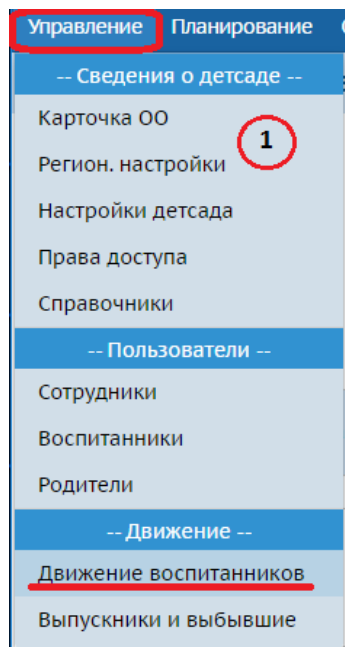 Управление Планирование
-- Сведения о детсаде --
Карточка ОО
1
Регион. настройки
Настройки детсада
Права доступа
Справочники
-- Пользователи --
Сотрудники
Воспитанники
Родители
-- Движение --
Движение воспитанников
Выпускники и выбывшие